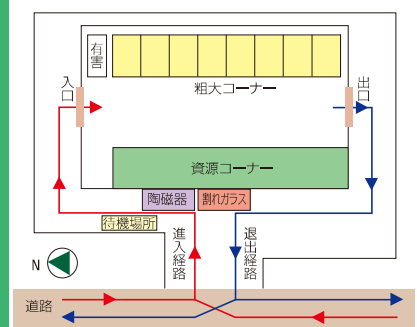 有害
粗大コーナー
入口
出口
資源コーナー
陶磁器
割れガラス
待機場所
進入経路
退出経路
N
道路